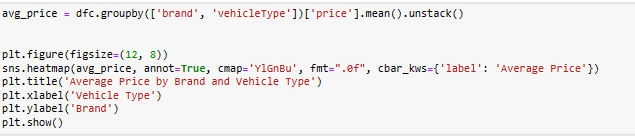 avg_price = dfc.groupby(['brand', 'vehicleType'])['price'].mean().unstack()
plt.figure(figsize=(12, 8))
sns.heatmap(avg_price, annot=True, cmap='YlGnBu', fmt=".0f", cbar_kws={'label': 'Average Price'})
plt.title('Average Price by Brand and Vehicle Type')
plt.xlabel('Vehicle Type')
plt.ylabel('Brand')
plt.show()